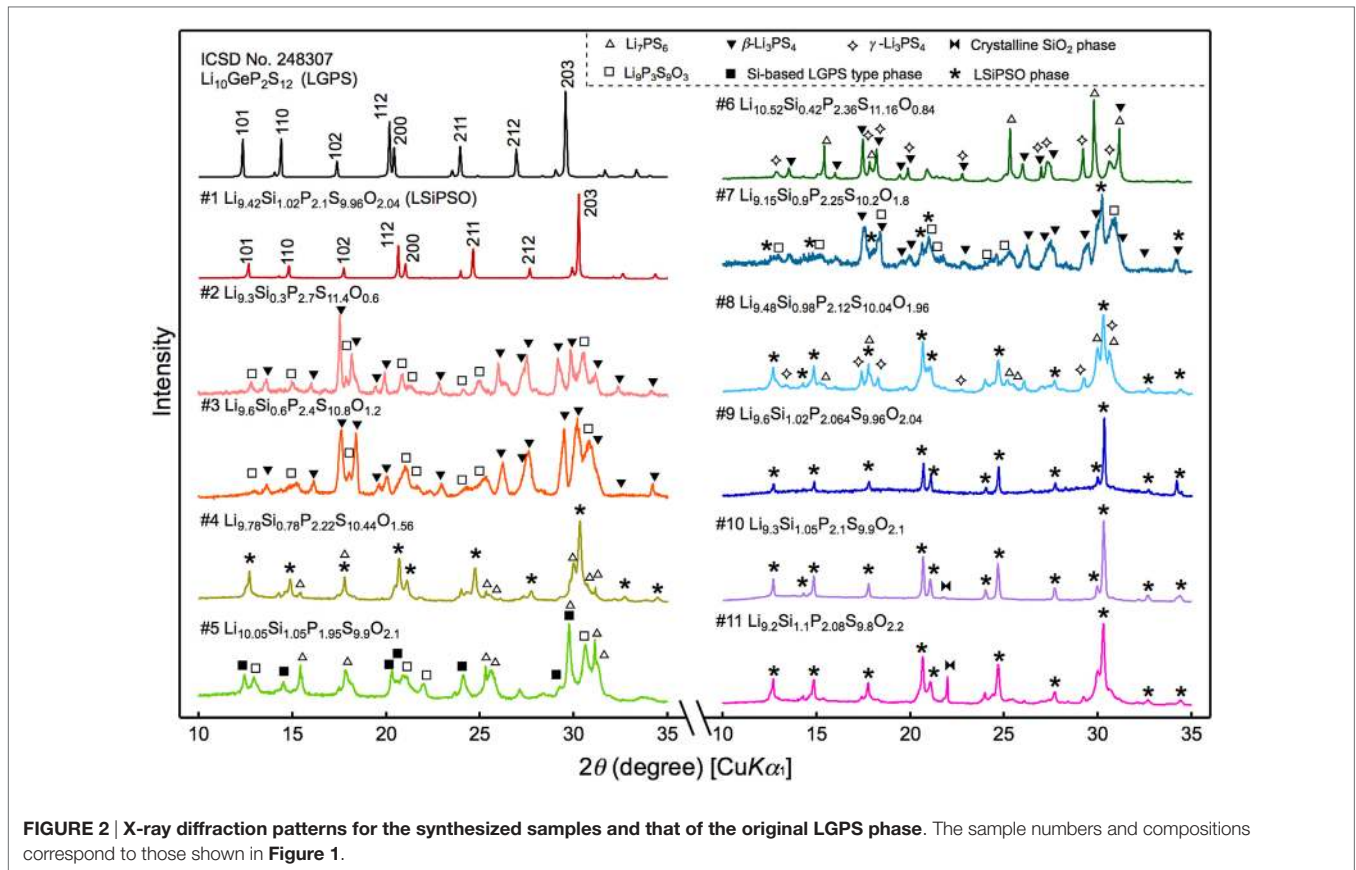 ICSD No. 248307
Li10GeP2S12 (LGPS)
101
110
102
112
200
211
212
203
△ Li7PS6 ▼ β-Li3PS4 ✧ γ-Li3PS4 ⧓ Crystalline SiO2 phase
□ Li9P3S9O3 ■ Si-based LGPS type phase * LSiPSO phase
#1 Li9.42Si1.02P2.1S9.96O2.04 (LSiPSO)
101
110
102
112
200
211
212
203
#2 Li9.3Si0.3P2.7S11.4O0.6
#3 Li9.6Si0.6P2.4S10.8O1.2
#4 Li9.78Si0.78P2.22S10.44O1.56
#5 Li10.05Si1.05P1.95S9.9O2.1
#6 Li10.52Si0.42P2.36S11.16O0.84
#7 Li9.15Si0.9P2.25S10.2O1.8
#8 Li9.48Si0.98P2.12S10.04O1.96
#9 Li9.6Si1.02P2.064S9.96O2.04
#10 Li9.3Si1.05P2.1S9.9O2.1
#11 Li9.2Si1.1P2.08S9.8O2.2
Intensity
10 15 20 25 30 35 10 15 20 25 30 35
2θ (degree) [CuKα1]
FIGURE 2 | X-ray diffraction patterns for the synthesized samples and that of the original LGPS phase. The sample numbers and compositions
correspond to those shown in Figure 1.